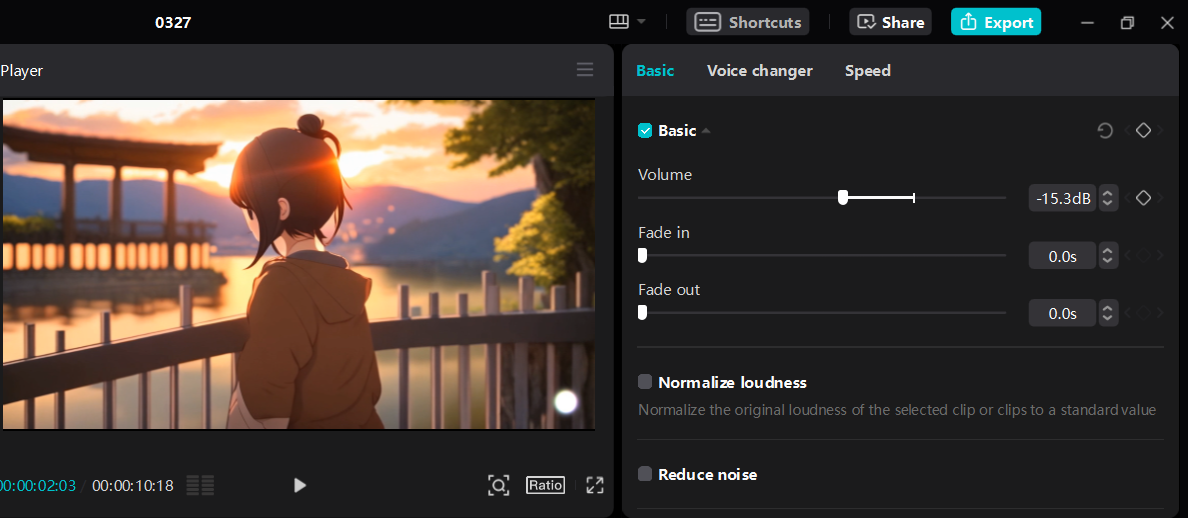 0327
Shortcuts
Share
Export
Player
Basic
Voice changer
Speed
Basic
Volume
-15.3dB
Fade in
0.0s
Fade out
0.0s
Normalize loudness
Normalize the original loudness of the selected clip or clips to a standard value
Reduce noise
00:00:02:03 / 00:00:10:18
Ratio